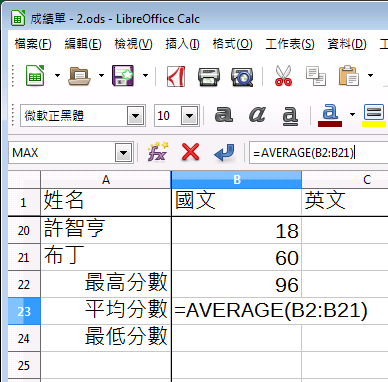 成績單 - 2.ods - LibreOffice Calc
檔案(F) 編輯(E) 檢視(V) 插入(I) 格式(O) 工作表(S) 資料(D)
微軟正黑體 10 a a a a
MAX fx =AVERAGE(B2:B21)
A B C
1 姓名 國文 英文
20 許智亨 18
21 布丁 60
22 最高分數 96
23 平均分數 =AVERAGE(B2:B21)
24 最低分數
25